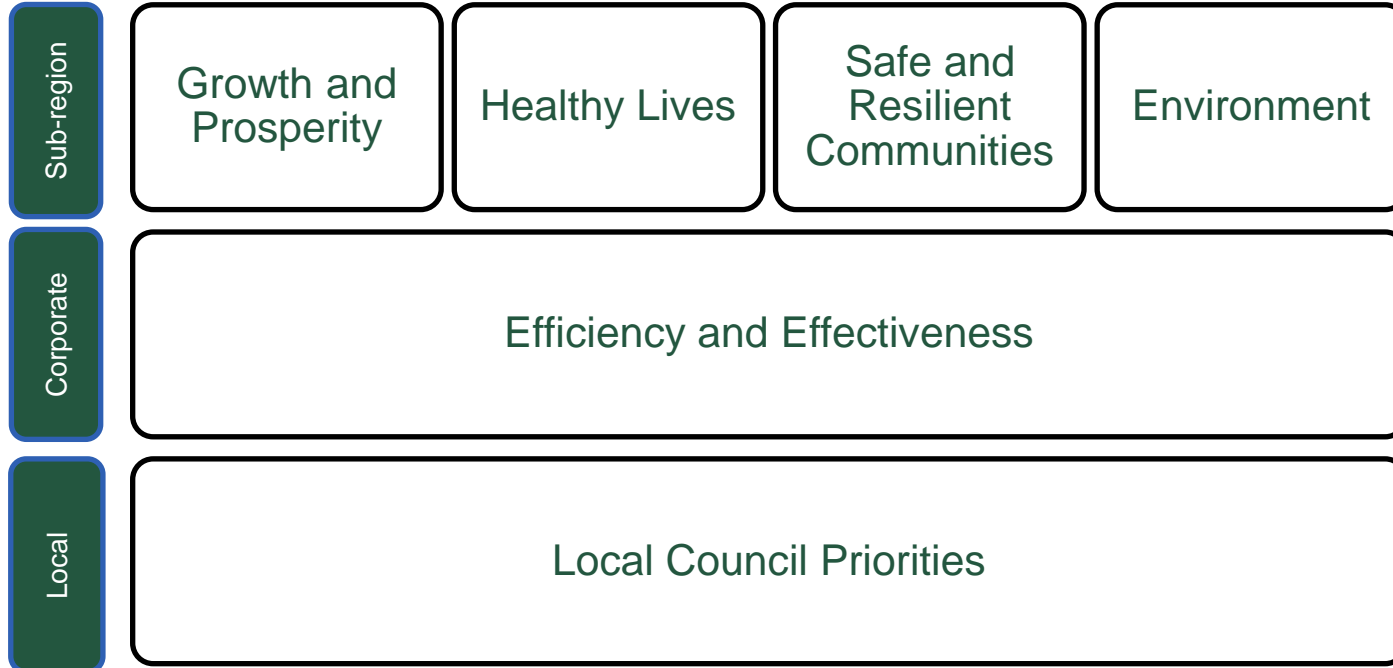 Sub-region
Growth and
Prosperity
Healthy Lives
Safe and
Resilient
Communities
Environment
Corporate
Efficiency and Effectiveness
Local
Local Council Priorities